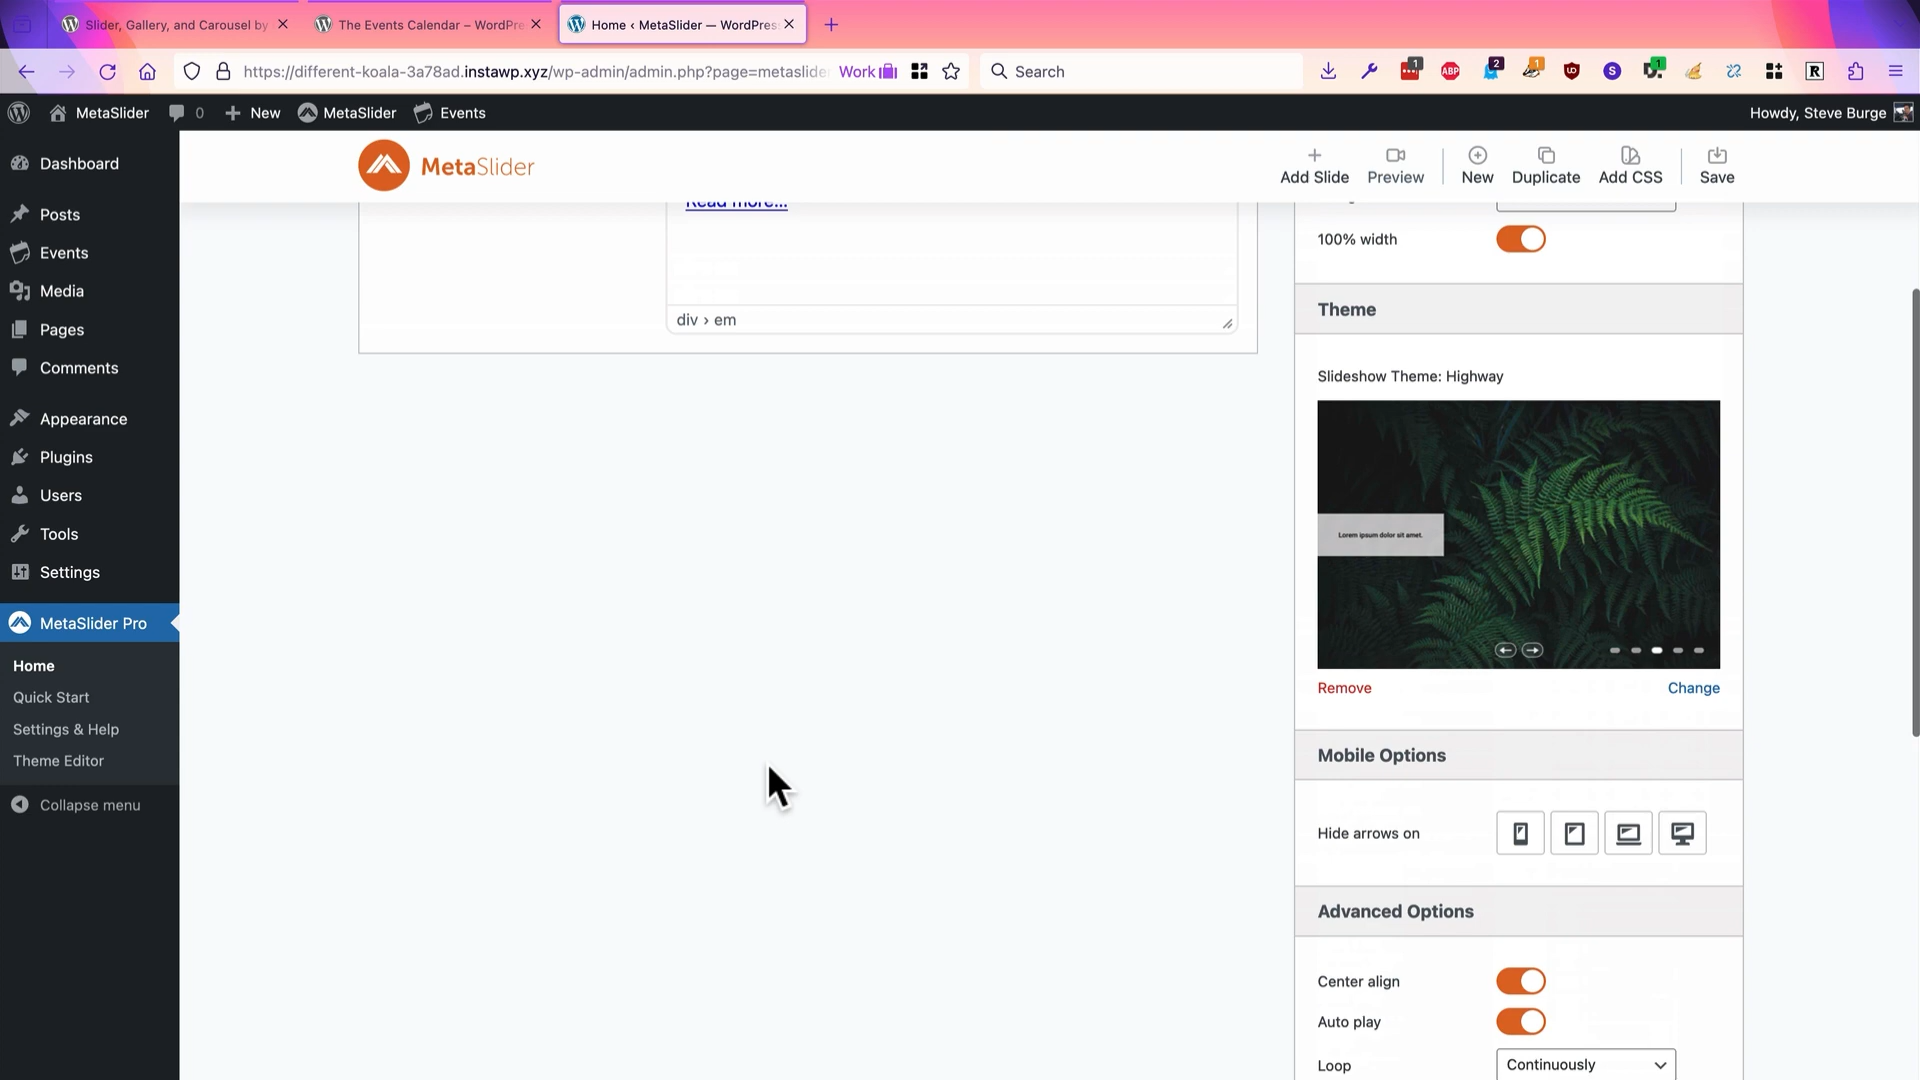 Slider, Gallery, and Carousel by
The Events Calendar – WordPre
Home ‹ MetaSlider — WordPres
https://different-koala-3a78ad.instawp.xyz/wp-admin/admin.php?page=metaslide
Work
Search
1
ABP
2
1
S
1
R
MetaSlider
0
New
MetaSlider
Events
Howdy, Steve Burge
Dashboard
Posts
Events
Media
Pages
Comments
Appearance
Plugins
Users
Tools
Settings
MetaSlider Pro
Home
Quick Start
Settings & Help
Theme Editor
Collapse menu
MetaSlider
Add Slide
Preview
New
Duplicate
Add CSS
Save
Read more...
div › em
100% width
Theme
Slideshow Theme: Highway
Lorem ipsum dolor sit amet.
Remove
Change
Mobile Options
Hide arrows on
Advanced Options
Center align
Auto play
Loop
Continuously